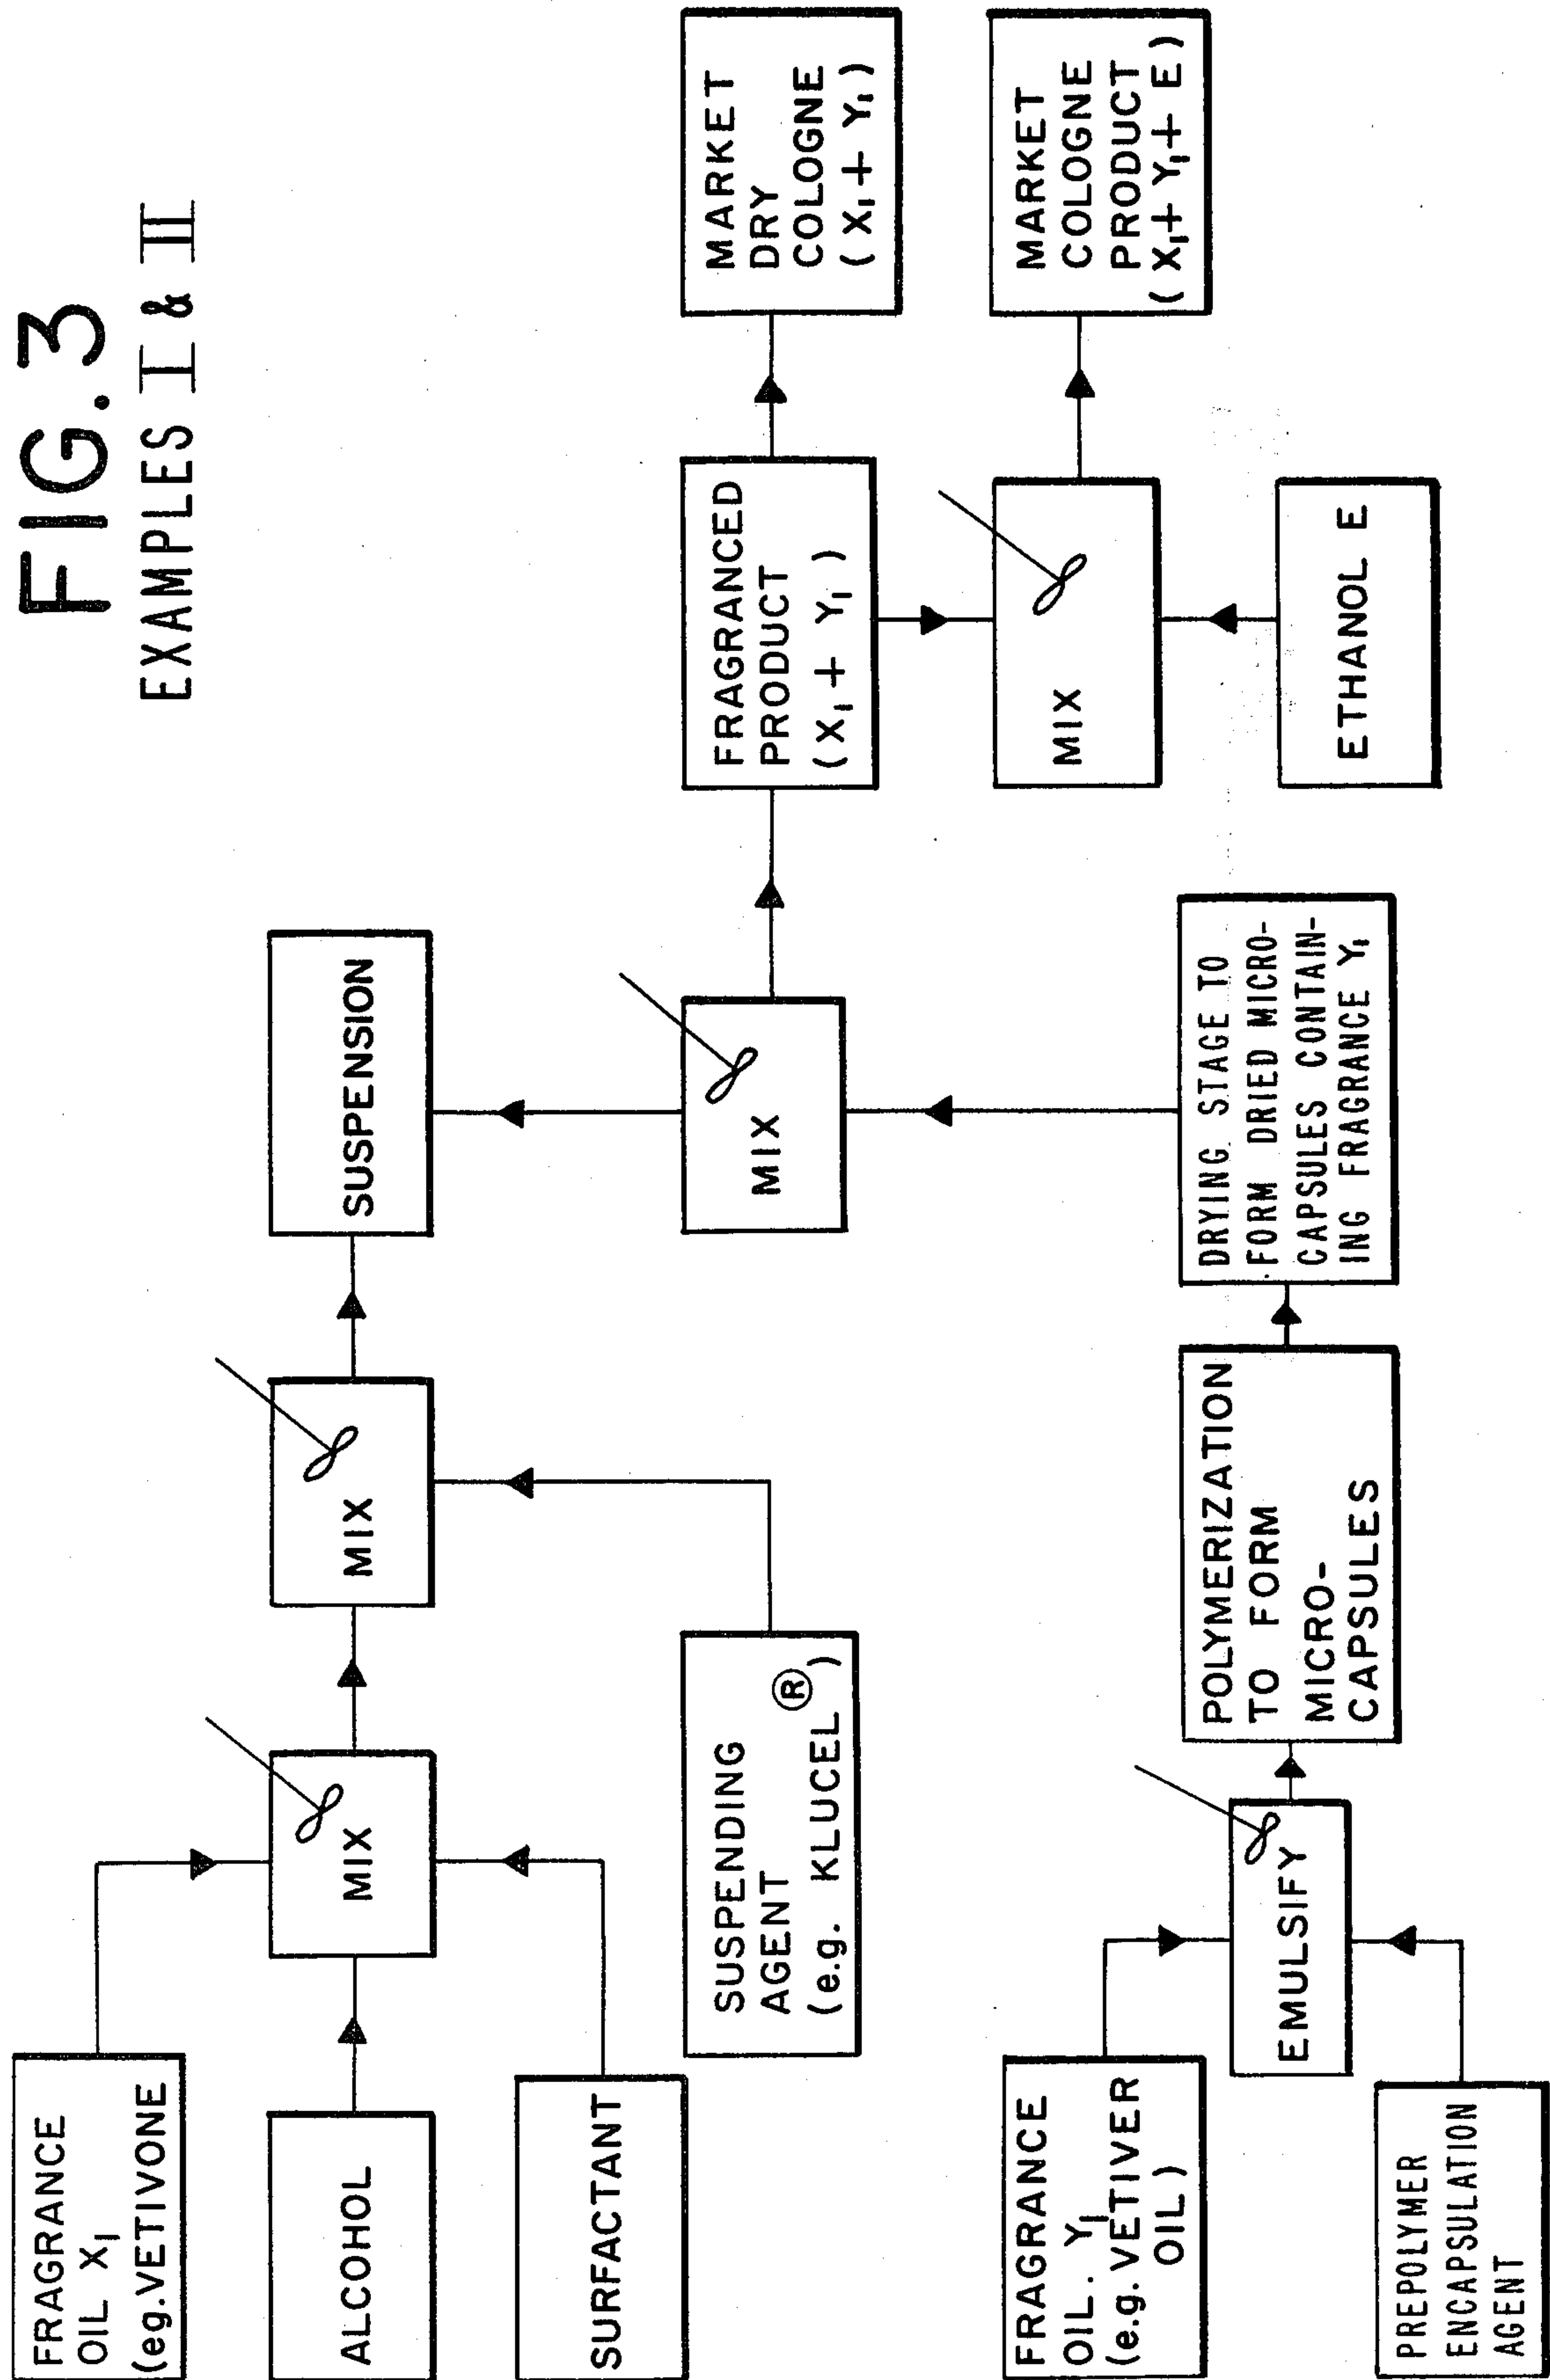 FIG. 3
EXAMPLES I & II
FRAGRANCE
OIL X₁
(eg. VETIVONE
ALCOHOL
SURFACTANT
MIX
SUSPENDING
AGENT
(e.g. KLUCEL ®)
MIX
SUSPENSION
FRAGRANCE
OIL. Y₁
(e.g. VETIVER
OIL)
PREPOLYMER
ENCAPSULATION
AGENT
EMULSIFY
POLYMERIZATION
TO FORM
MICRO-
CAPSULES
DRYING STAGE TO
FORM DRIED MICRO-
CAPSULES CONTAIN-
ING FRAGRANCE Y₁
MIX
FRAGRANCED
PRODUCT
(X₁ + Y₁)
MIX
ETHANOL E
MARKET
DRY
COLOGNE
(X₁ + Y₁)
MARKET
COLOGNE
PRODUCT
(X₁ + Y₁ + E)